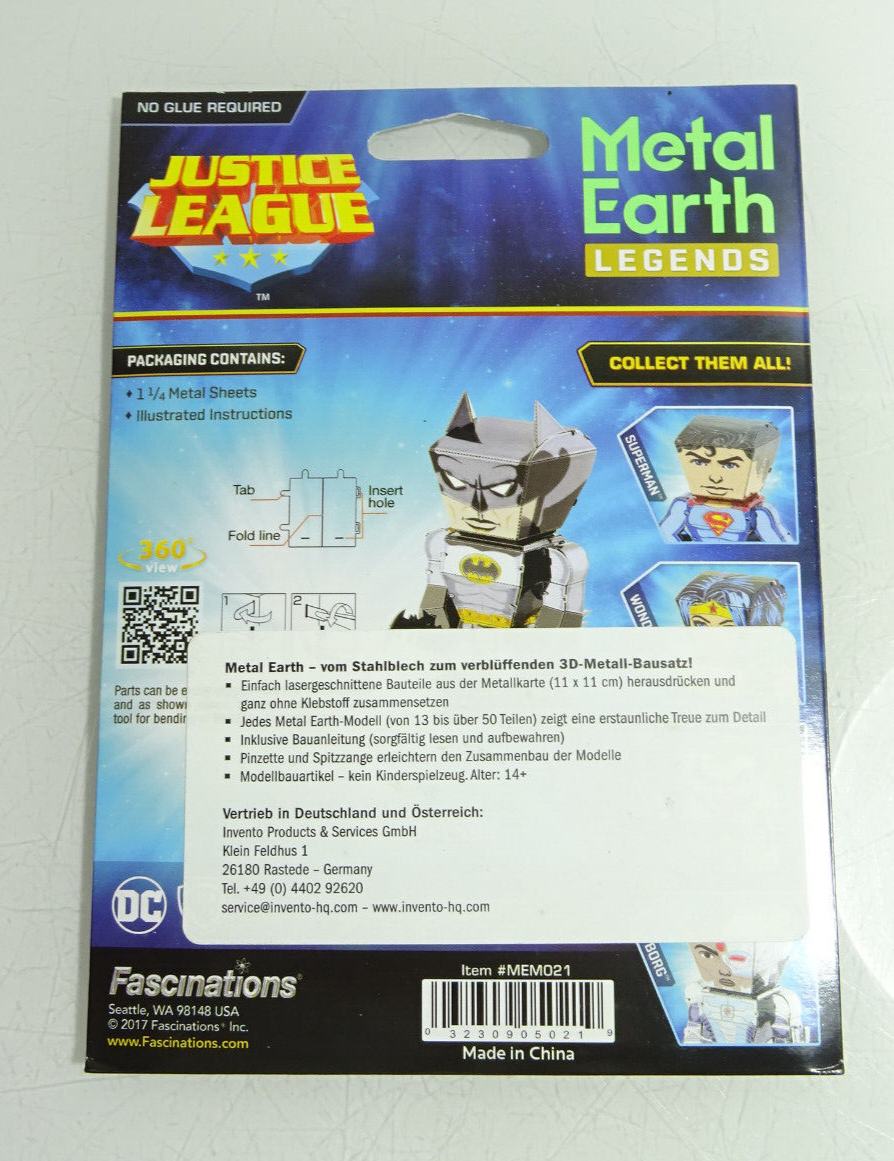 NO GLUE REQUIRED
JUSTICE
LEAGUE
TM
Metal
Earth
LEGENDS
PACKAGING CONTAINS:
♦ 1 1/4 Metal Sheets
♦ Illustrated Instructions
COLLECT THEM ALL!
SUPERMAN™
Tab
Insert
hole
Fold line
360°
view
1
2
WOND
Parts can be e
and as show
tool for bendin
Metal Earth – vom Stahlblech zum verblüffenden 3D-Metall-Bausatz!
▪ Einfach lasergeschnittene Bauteile aus der Metallkarte (11 x 11 cm) herausdrücken und
ganz ohne Klebstoff zusammensetzen
▪ Jedes Metal Earth-Modell (von 13 bis über 50 Teilen) zeigt eine erstaunliche Treue zum Detail
▪ Inklusive Bauanleitung (sorgfältig lesen und aufbewahren)
▪ Pinzette und Spitzzange erleichtern den Zusammenbau der Modelle
▪ Modellbauartikel – kein Kinderspielzeug. Alter: 14+
Vertrieb in Deutschland und Österreich:
Invento Products & Services GmbH
Klein Feldhus 1
26180 Rastede – Germany
Tel. +49 (0) 4402 92620
service@invento-hq.com – www.invento-hq.com
DC
BORG™
Fascinations®
Seattle, WA 98148 USA
© 2017 Fascinations® Inc.
www.Fascinations.com
Item #MEM021
0 32309 05021 9
Made in China